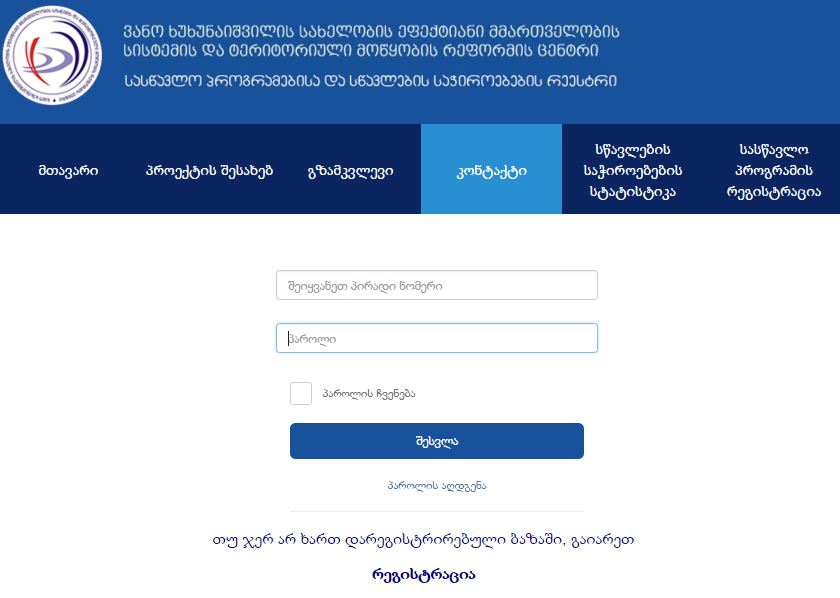 ვანო ხუხუნაიშვილის სახელობის ეფექტიანი მმართველობის
სისტემის და ტერიტორიული მოწყობის რეფორმის ცენტრი
სასწავლო პროგრამებისა და სწავლების საჭიროებების რეესტრი
მთავარი
პროექტის შესახებ
გზამკვლევი
კონტაქტი
სწავლების
საჭიროებების
სტატისტიკა
სასწავლო
პროგრამის
რეგისტრაცია
შეიყვანეთ პირადი ნომერი
პაროლი
პაროლის ჩვენება
შესვლა
პაროლის აღდგენა
თუ ჯერ არ ხართ დარეგისტრირებული ბაზაში, გაიარეთ
რეგისტრაცია